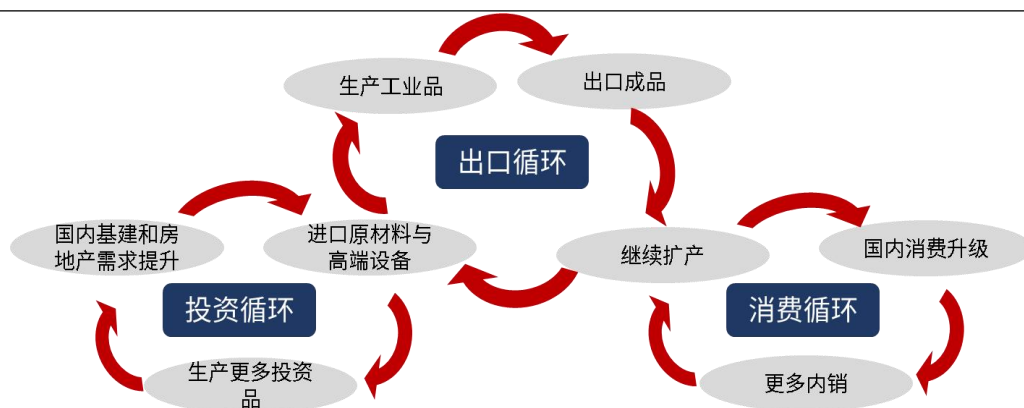 生产工业品
出口成品
出口循环
国内基建和房
地产需求提升
进口原材料与
高端设备
继续扩产
国内消费升级
投资循环
消费循环
生产更多投资
品
更多内销